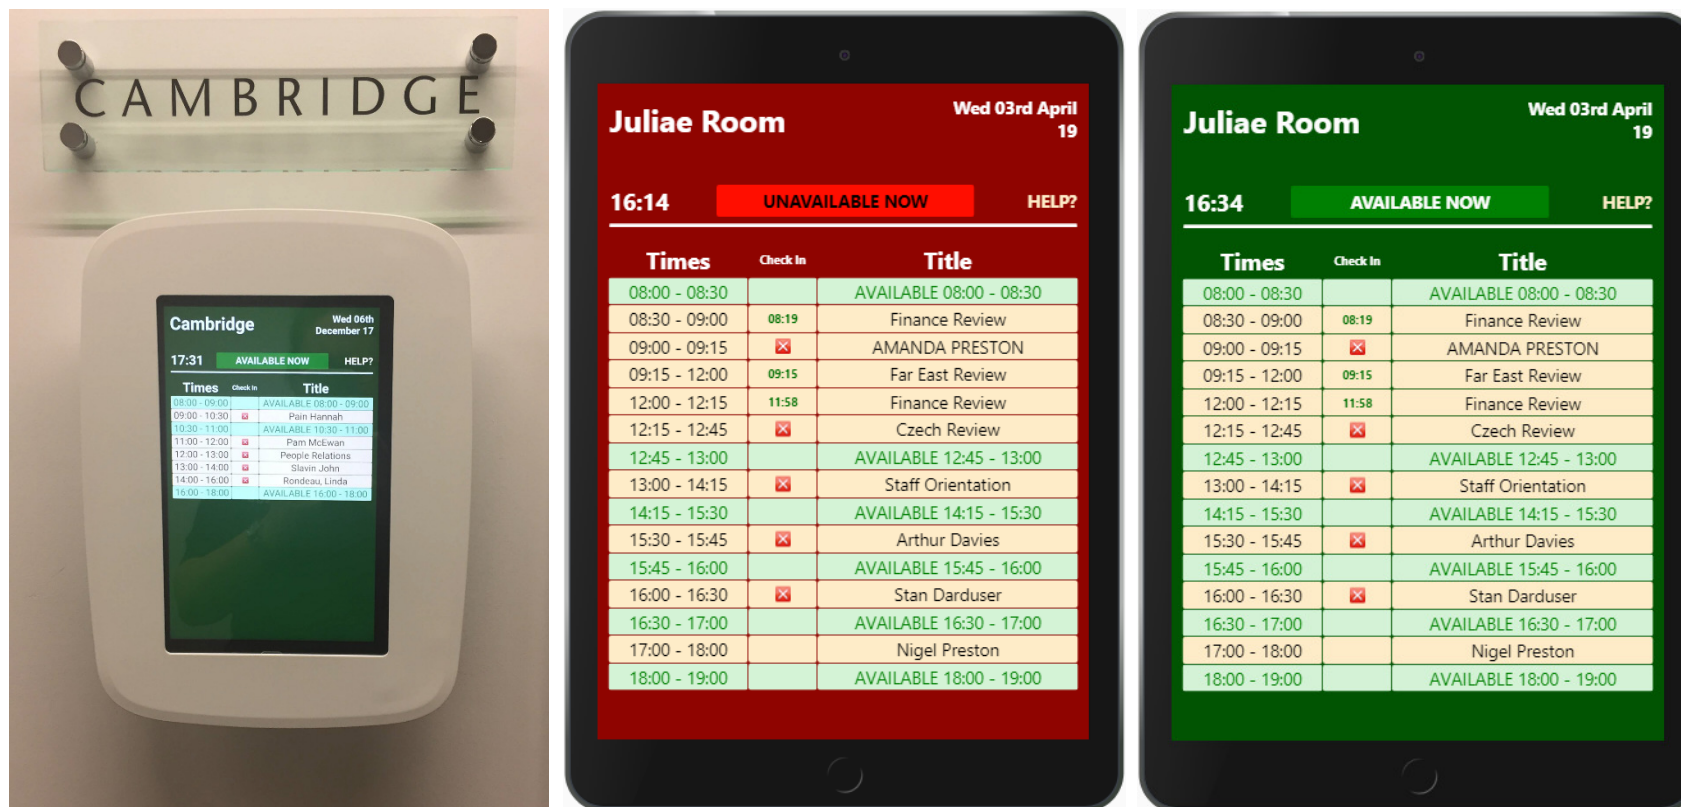 CAMBRIDGE
Cambridge Wed 06th
December 17
17:31 AVAILABLE NOW HELP?
Times Check In Title
08:00 - 09:00 AVAILABLE 08:00 - 09:00
09:00 - 10:30 Pain Hannah
10:30 - 11:00 AVAILABLE 10:30 - 11:00
11:00 - 12:00 Pam McEwan
12:00 - 13:00 People Relations
13:00 - 14:00 Slavin John
14:00 - 16:00 Rondeau, Linda
16:00 - 18:00 AVAILABLE 16:00 - 18:00
Juliae Room Wed 03rd April
19
16:14 UNAVAILABLE NOW HELP?
Times Check In Title
08:00 - 08:30 AVAILABLE 08:00 - 08:30
08:30 - 09:00 08:19 Finance Review
09:00 - 09:15 AMANDA PRESTON
09:15 - 12:00 09:15 Far East Review
12:00 - 12:15 11:58 Finance Review
12:15 - 12:45 Czech Review
12:45 - 13:00 AVAILABLE 12:45 - 13:00
13:00 - 14:15 Staff Orientation
14:15 - 15:30 AVAILABLE 14:15 - 15:30
15:30 - 15:45 Arthur Davies
15:45 - 16:00 AVAILABLE 15:45 - 16:00
16:00 - 16:30 Stan Darduser
16:30 - 17:00 AVAILABLE 16:30 - 17:00
17:00 - 18:00 Nigel Preston
18:00 - 19:00 AVAILABLE 18:00 - 19:00
Juliae Room Wed 03rd April
19
16:34 AVAILABLE NOW HELP?
Times Check In Title
08:00 - 08:30 AVAILABLE 08:00 - 08:30
08:30 - 09:00 08:19 Finance Review
09:00 - 09:15 AMANDA PRESTON
09:15 - 12:00 09:15 Far East Review
12:00 - 12:15 11:58 Finance Review
12:15 - 12:45 Czech Review
12:45 - 13:00 AVAILABLE 12:45 - 13:00
13:00 - 14:15 Staff Orientation
14:15 - 15:30 AVAILABLE 14:15 - 15:30
15:30 - 15:45 Arthur Davies
15:45 - 16:00 AVAILABLE 15:45 - 16:00
16:00 - 16:30 Stan Darduser
16:30 - 17:00 AVAILABLE 16:30 - 17:00
17:00 - 18:00 Nigel Preston
18:00 - 19:00 AVAILABLE 18:00 - 19:00